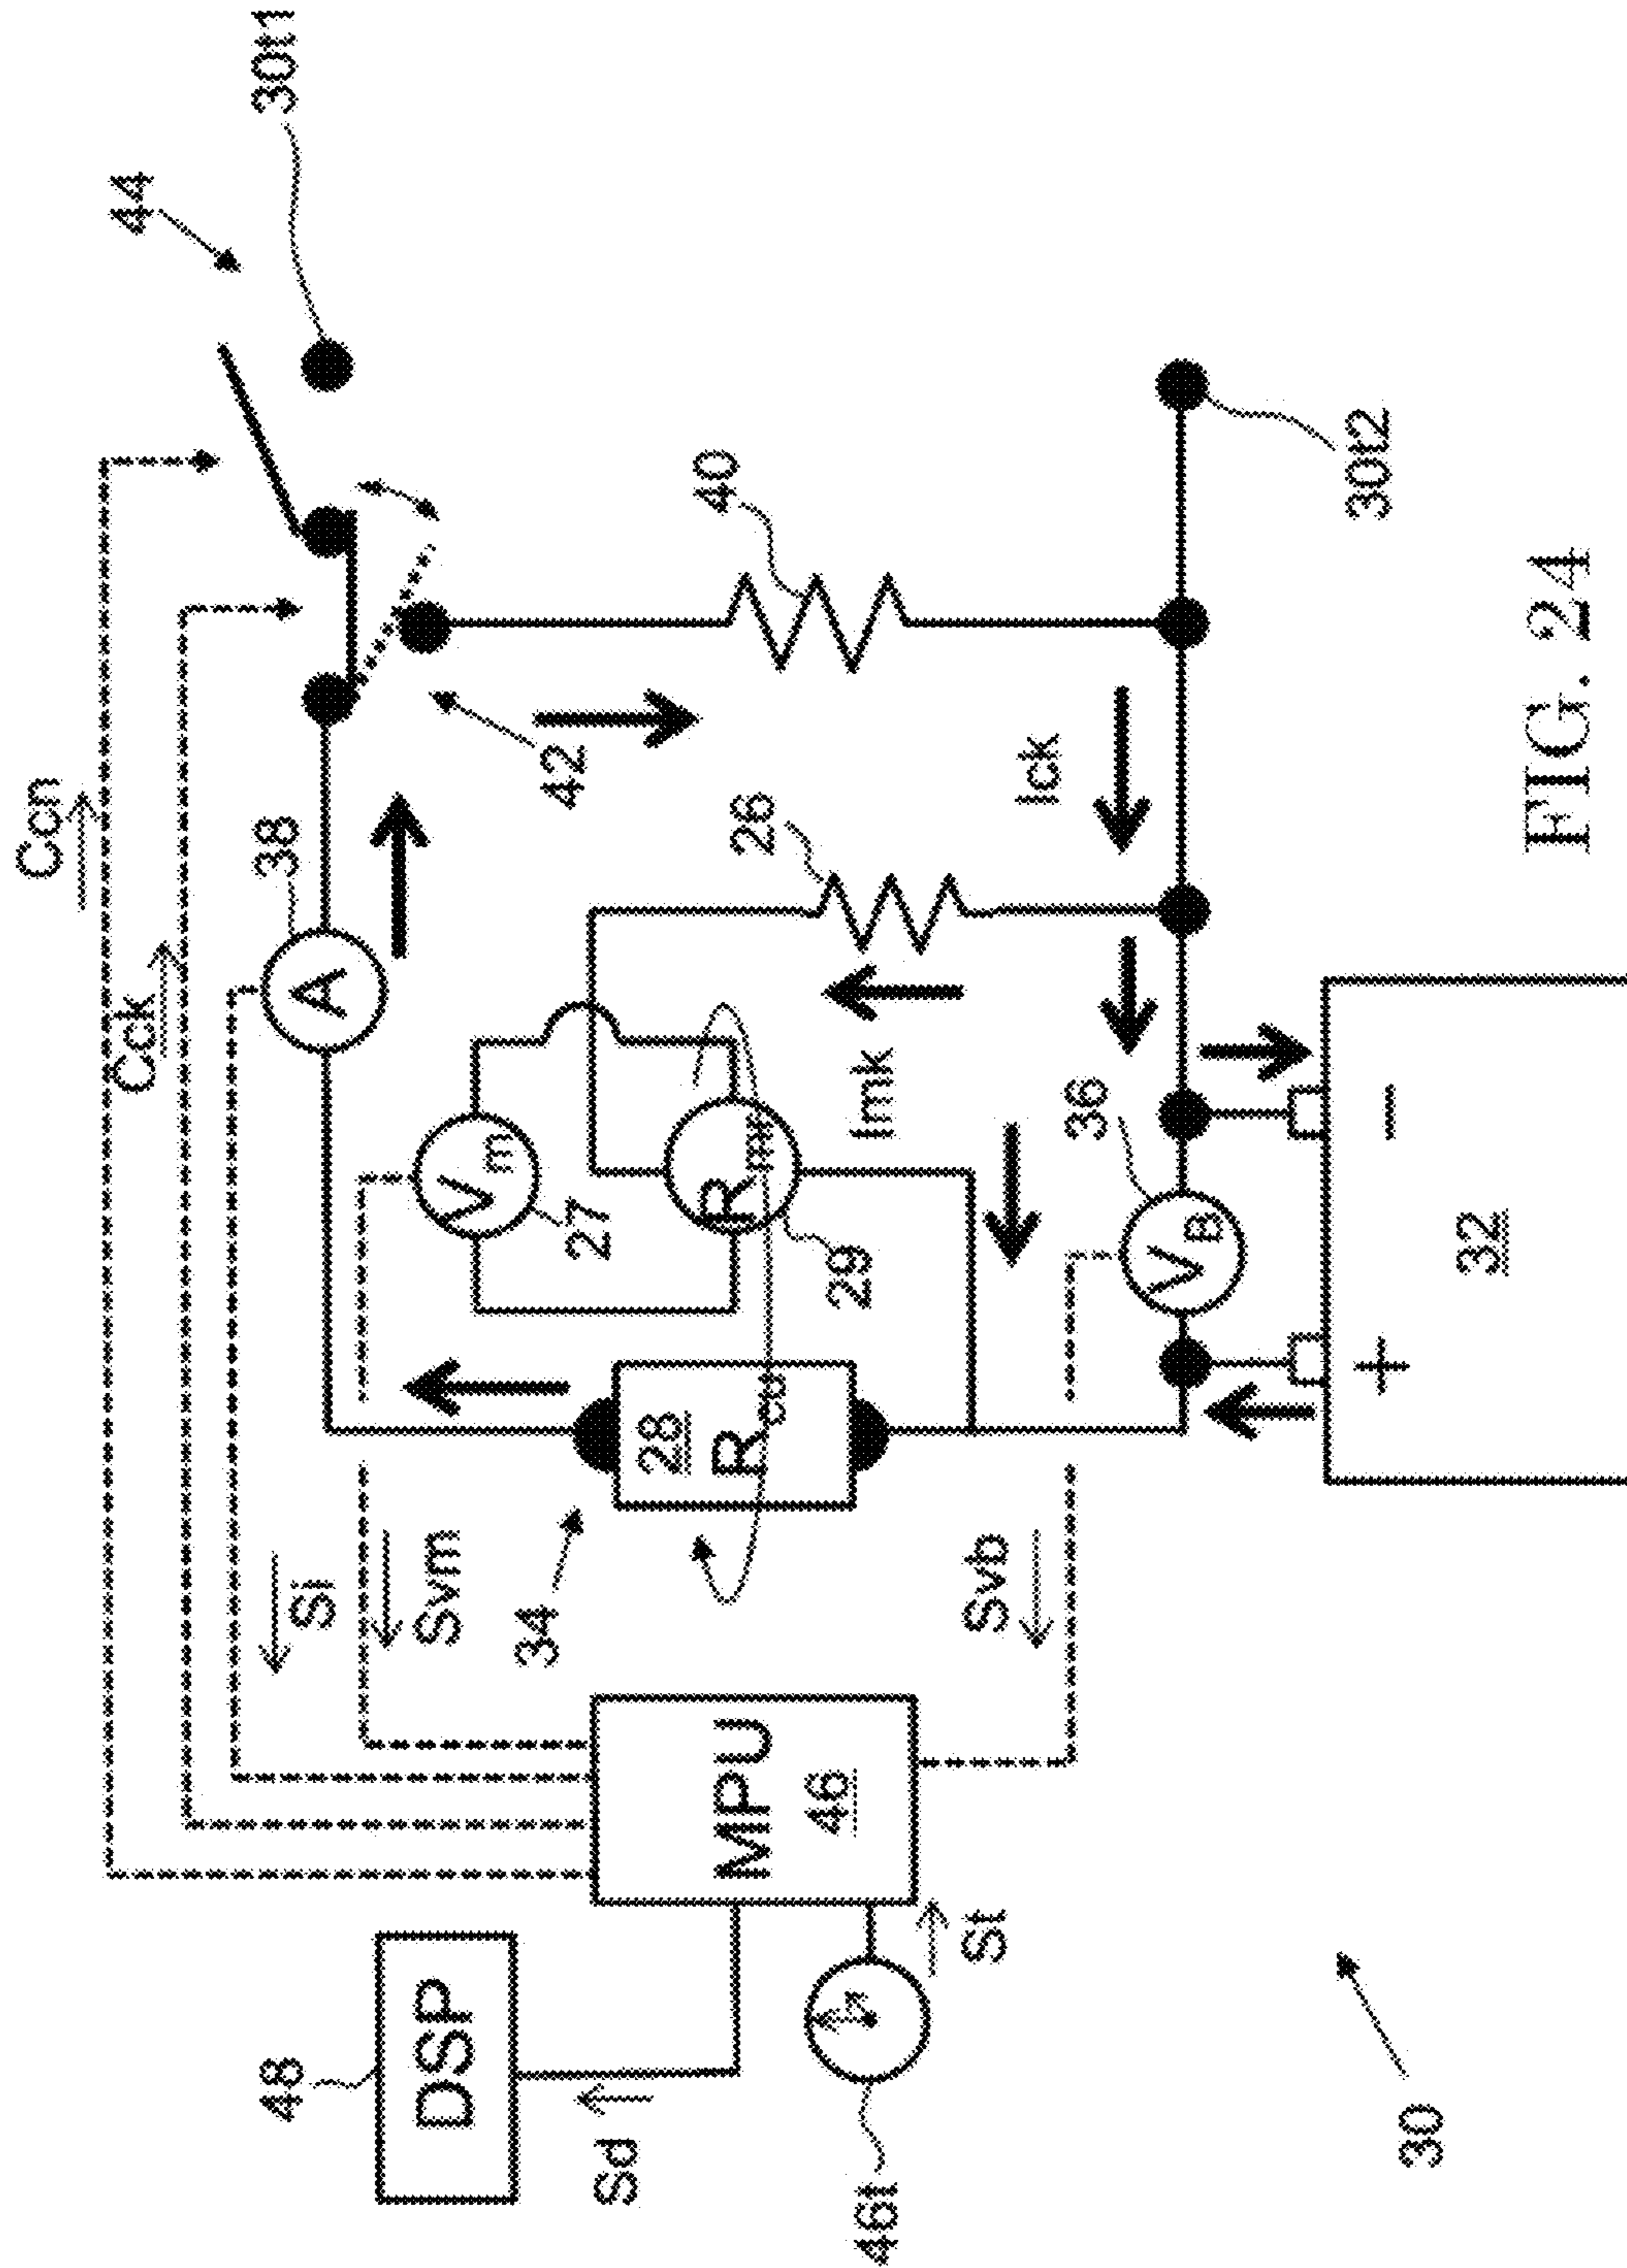 Ccn
Cck
44
30t1
48
DSP
Sd
Si
Svm
38
A
42
34
Vm
27
28
Rcu
Rm
29
26
40
MPU
46
46t
St
Svb
Imk
Ick
36
VB
30t2
+
−
32
30
FIG. 24